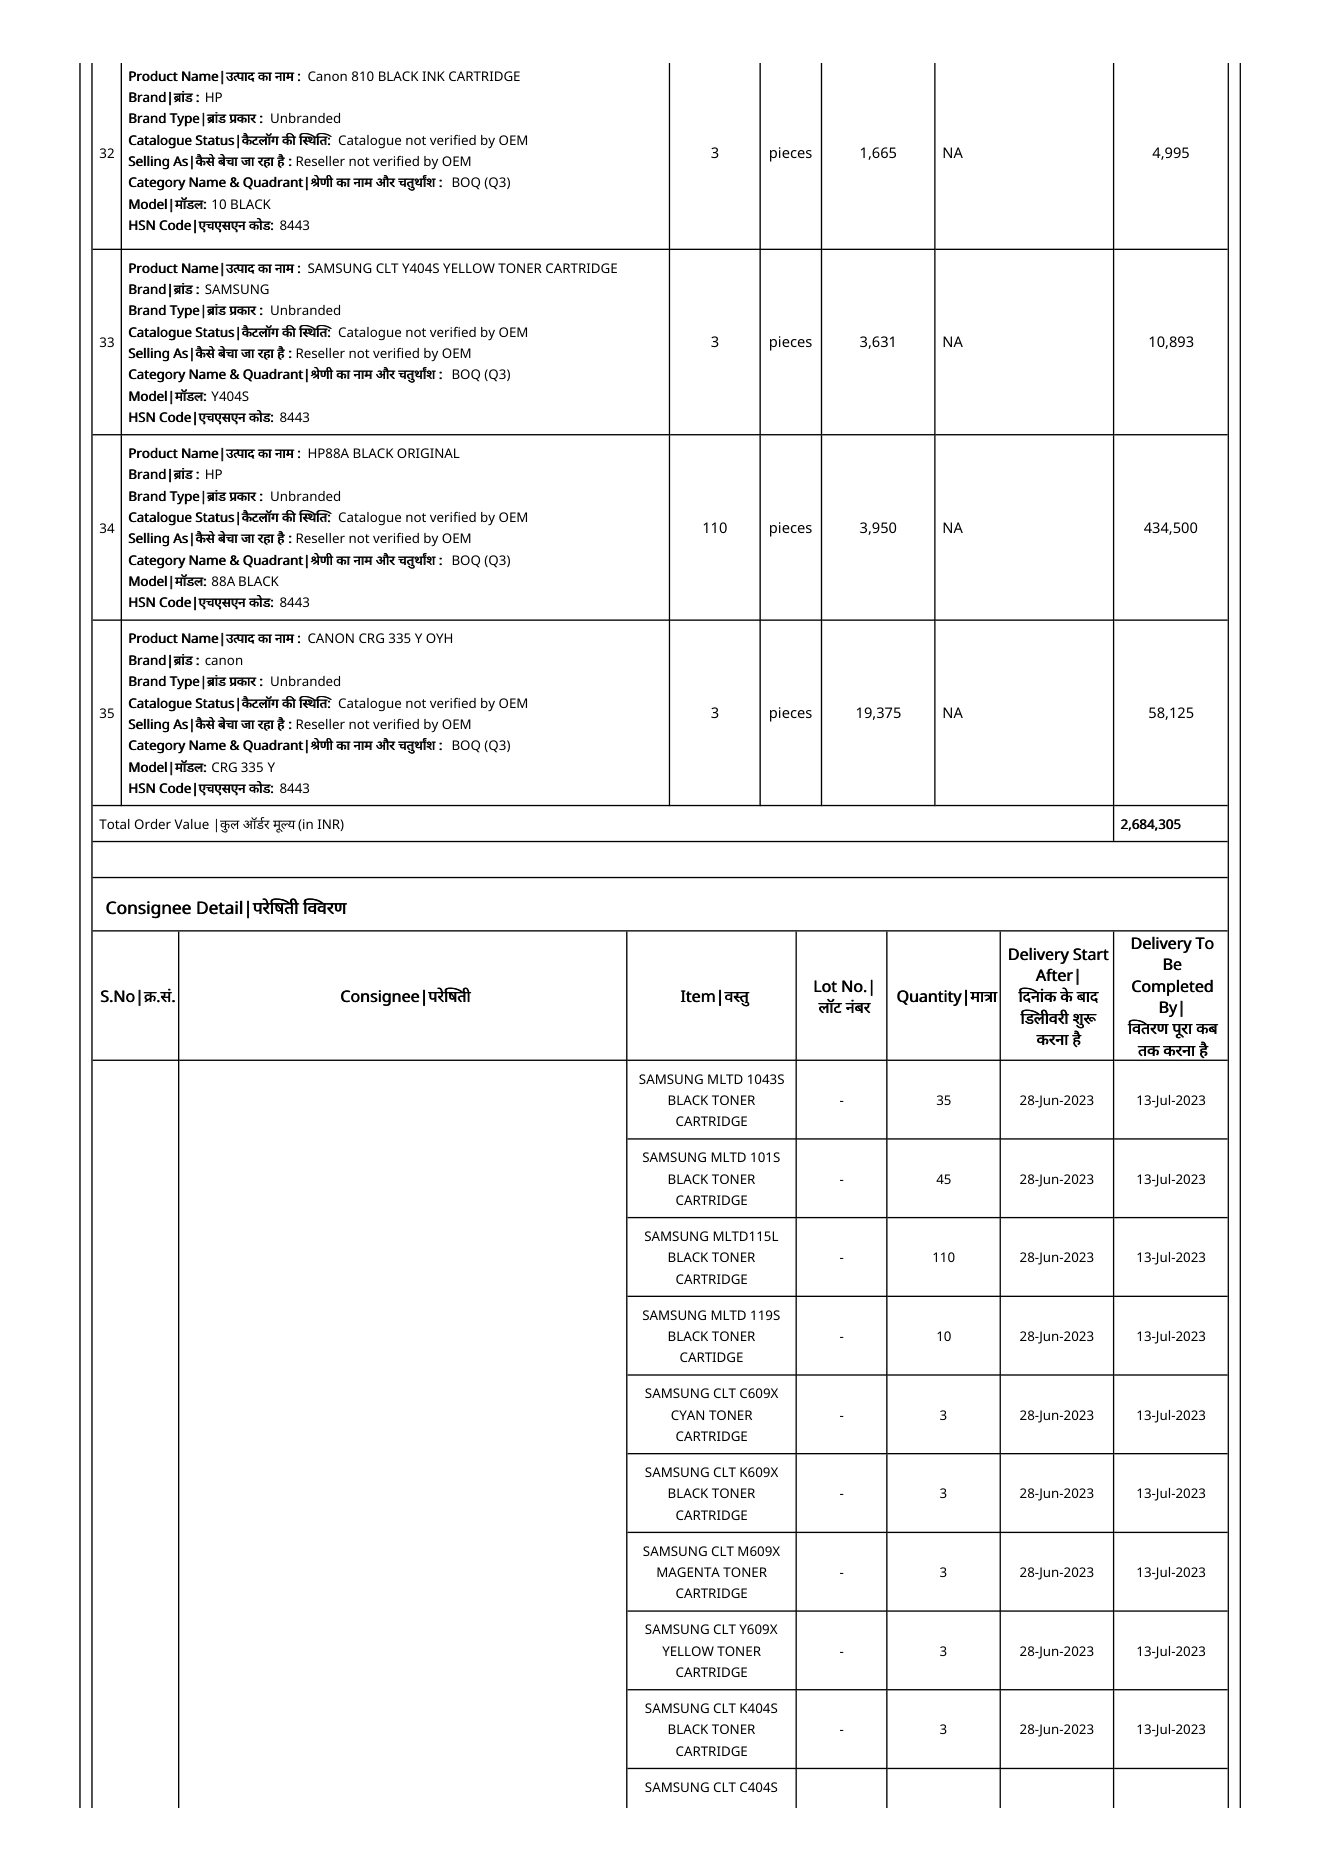 Product Name|उत्पाद का नाम : Canon 810 BLACK INK CARTRIDGE
Brand|ब्रांड : HP
Brand Type|ब्रांड प्रकार : Unbranded
Catalogue Status|कैटलॉग की स्थिति: Catalogue not verified by OEM
32 3 pieces 1,665 NA 4,995
Selling As|कैसे बेचा जा रहा है : Reseller not verified by OEM
Category Name & Quadrant|श्रेणी का नाम और चतुर्थांश : BOQ (Q3)
Model|मॉडल: 10 BLACK
HSN Code|एचएसएन कोड: 8443
Product Name|उत्पाद का नाम : SAMSUNG CLT Y404S YELLOW TONER CARTRIDGE
Brand|ब्रांड : SAMSUNG
Brand Type|ब्रांड प्रकार : Unbranded
Catalogue Status|कैटलॉग की स्थिति: Catalogue not verified by OEM
33 3 pieces 3,631 NA 10,893
Selling As|कैसे बेचा जा रहा है : Reseller not verified by OEM
Category Name & Quadrant|श्रेणी का नाम और चतुर्थांश : BOQ (Q3)
Model|मॉडल: Y404S
HSN Code|एचएसएन कोड: 8443
Product Name|उत्पाद का नाम : HP88A BLACK ORIGINAL
Brand|ब्रांड : HP
Brand Type|ब्रांड प्रकार : Unbranded
Catalogue Status|कैटलॉग की स्थिति: Catalogue not verified by OEM
34 110 pieces 3,950 NA 434,500
Selling As|कैसे बेचा जा रहा है : Reseller not verified by OEM
Category Name & Quadrant|श्रेणी का नाम और चतुर्थांश : BOQ (Q3)
Model|मॉडल: 88A BLACK
HSN Code|एचएसएन कोड: 8443
Product Name|उत्पाद का नाम : CANON CRG 335 Y OYH
Brand|ब्रांड : canon
Brand Type|ब्रांड प्रकार : Unbranded
Catalogue Status|कैटलॉग की स्थिति: Catalogue not verified by OEM
35 3 pieces 19,375 NA 58,125
Selling As|कैसे बेचा जा रहा है : Reseller not verified by OEM
Category Name & Quadrant|श्रेणी का नाम और चतुर्थांश : BOQ (Q3)
Model|मॉडल: CRG 335 Y
HSN Code|एचएसएन कोड: 8443
Total Order Value |कुल ऑर्डर मूल्य (in INR) 2,684,305
Consignee Detail|परेषिती विवरण
S.No|क्र.सं.
Consignee|परेषिती
Item|वस्तु
Lot No.|
लॉट नंबर
Quantity|मात्रा
Delivery Start
After|
दिनांक के बाद
डिलीवरी शुरू
करना है
Delivery To
Be
Completed
By|
वितरण पूरा कब
तक करना है
SAMSUNG MLTD 1043S
BLACK TONER - 35 28-Jun-2023 13-Jul-2023
CARTRIDGE
SAMSUNG MLTD 101S
BLACK TONER - 45 28-Jun-2023 13-Jul-2023
CARTRIDGE
SAMSUNG MLTD115L
BLACK TONER - 110 28-Jun-2023 13-Jul-2023
CARTRIDGE
SAMSUNG MLTD 119S
BLACK TONER - 10 28-Jun-2023 13-Jul-2023
CARTIDGE
SAMSUNG CLT C609X
CYAN TONER - 3 28-Jun-2023 13-Jul-2023
CARTRIDGE
SAMSUNG CLT K609X
BLACK TONER - 3 28-Jun-2023 13-Jul-2023
CARTRIDGE
SAMSUNG CLT M609X
MAGENTA TONER - 3 28-Jun-2023 13-Jul-2023
CARTRIDGE
SAMSUNG CLT Y609X
YELLOW TONER - 3 28-Jun-2023 13-Jul-2023
CARTRIDGE
SAMSUNG CLT K404S
BLACK TONER - 3 28-Jun-2023 13-Jul-2023
CARTRIDGE
SAMSUNG CLT C404S